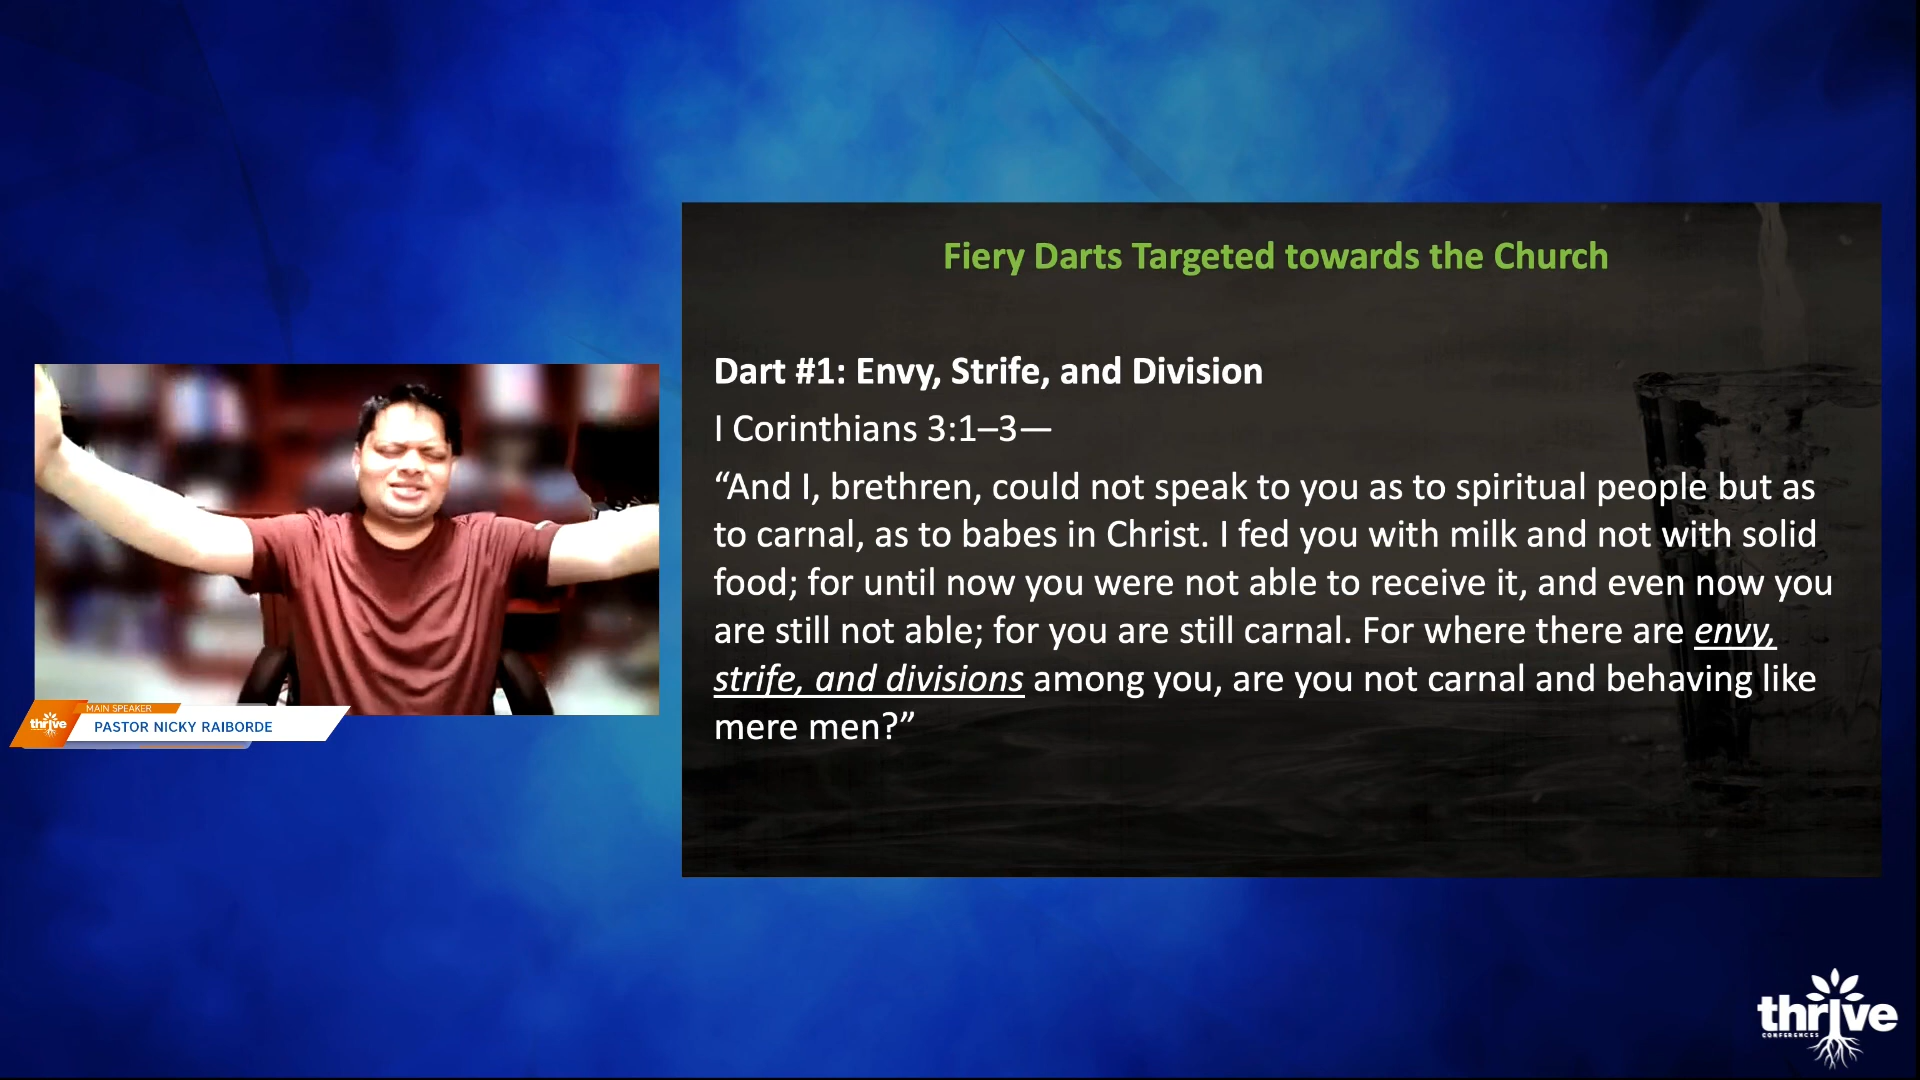 Fiery Darts Targeted towards the Church
Dart #1: Envy, Strife, and Division
I Corinthians 3:1–3—
“And I, brethren, could not speak to you as to spiritual people but as
to carnal, as to babes in Christ. I fed you with milk and not with solid
food; for until now you were not able to receive it, and even now you
are still not able; for you are still carnal. For where there are envy,
strife, and divisions among you, are you not carnal and behaving like
mere men?”
MAIN SPEAKER
thrive
PASTOR NICKY RAIBORDE
thrive
CONFERENCES